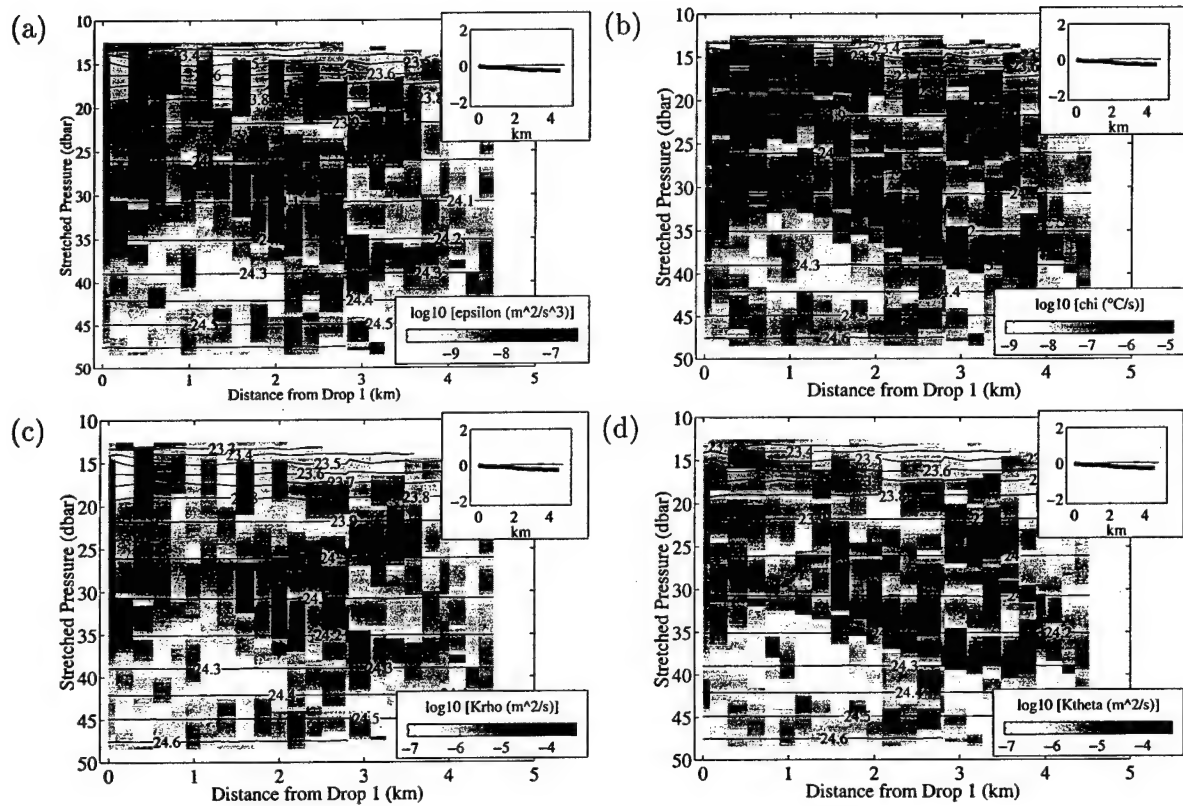 (a)
10
15
20
25
30
35
40
45
50
Stretched Pressure (dbar)
0 1 2 3 4 5
Distance from Drop 1 (km)
2
0
−2
0 2 4
km
23.6
23.8
24.1
24.2
24.3
24.4
24.5
log10 [epsilon (m^2/s^3)]
−9 −8 −7
(b)
10
15
20
25
30
35
40
45
50
Stretched Pressure (dbar)
0 1 2 3 4 5
Distance from Drop 1 (km)
2
0
−2
0 2 4
km
23.4
24.3
24.6
log10 [chi (°C/s)]
−9 −8 −7 −6 −5
(c)
10
15
20
25
30
35
40
45
50
Stretched Pressure (dbar)
0 1 2 3 4 5
Distance from Drop 1 (km)
2
0
−2
0 2 4
km
23.4
23.5
23.6
23.7
23.8
24.2
24.3
24.3
24.5
24.6
log10 [Krho (m^2/s)]
−7 −6 −5 −4
(d)
10
15
20
25
30
35
40
45
50
Stretched Pressure (dbar)
0 1 2 3 4 5
Distance from Drop 1 (km)
2
0
−2
0 2 4
km
23.4
23.5
23.6
24.2
24.3
24.4
24.5
24.6
log10 [Ktheta (m^2/s)]
−7 −6 −5 −4